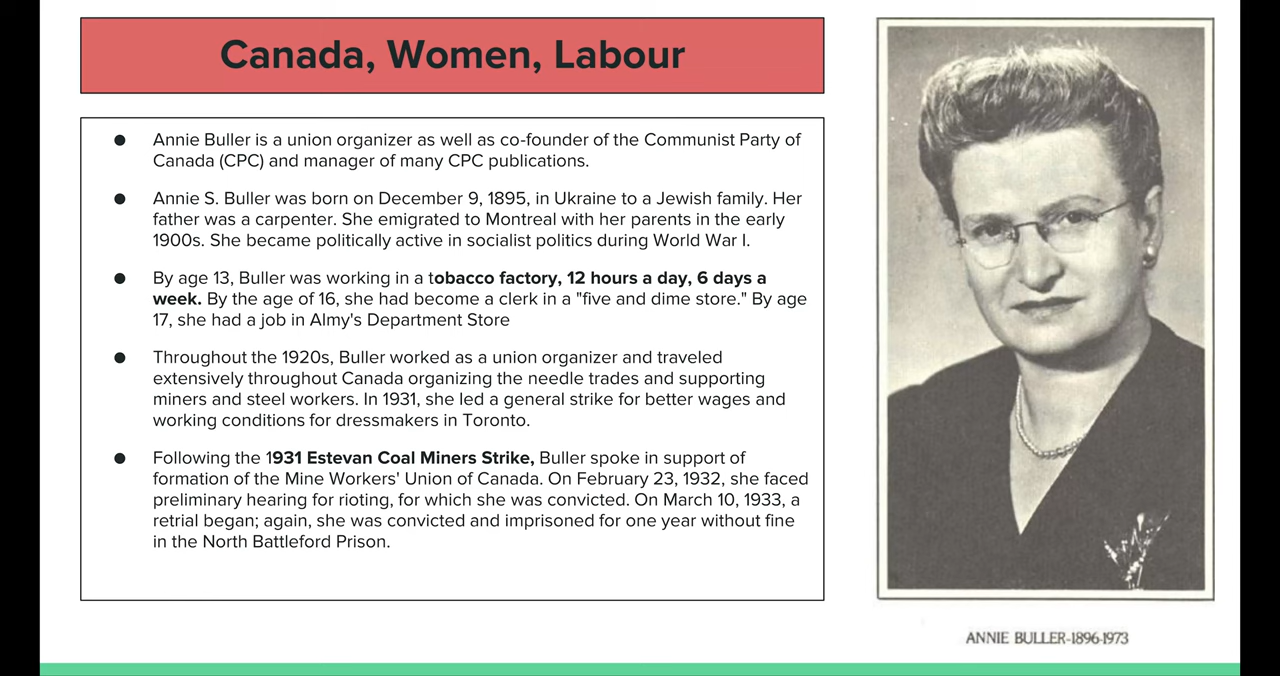 Canada, Women, Labour
Annie Buller is a union organizer as well as co-founder of the Communist Party of
Canada (CPC) and manager of many CPC publications.
Annie S. Buller was born on December 9, 1895, in Ukraine to a Jewish family. Her
father was a carpenter. She emigrated to Montreal with her parents in the early
1900s. She became politically active in socialist politics during World War I.
By age 13, Buller was working in a tobacco factory, 12 hours a day, 6 days a
week. By the age of 16, she had become a clerk in a "five and dime store." By age
17, she had a job in Almy's Department Store
Throughout the 1920s, Buller worked as a union organizer and traveled
extensively throughout Canada organizing the needle trades and supporting
miners and steel workers. In 1931, she led a general strike for better wages and
working conditions for dressmakers in Toronto.
Following the 1931 Estevan Coal Miners Strike, Buller spoke in support of
formation of the Mine Workers' Union of Canada. On February 23, 1932, she faced
preliminary hearing for rioting, for which she was convicted. On March 10, 1933, a
retrial began; again, she was convicted and imprisoned for one year without fine
in the North Battleford Prison.
ANNIE BULLER-1896-1973